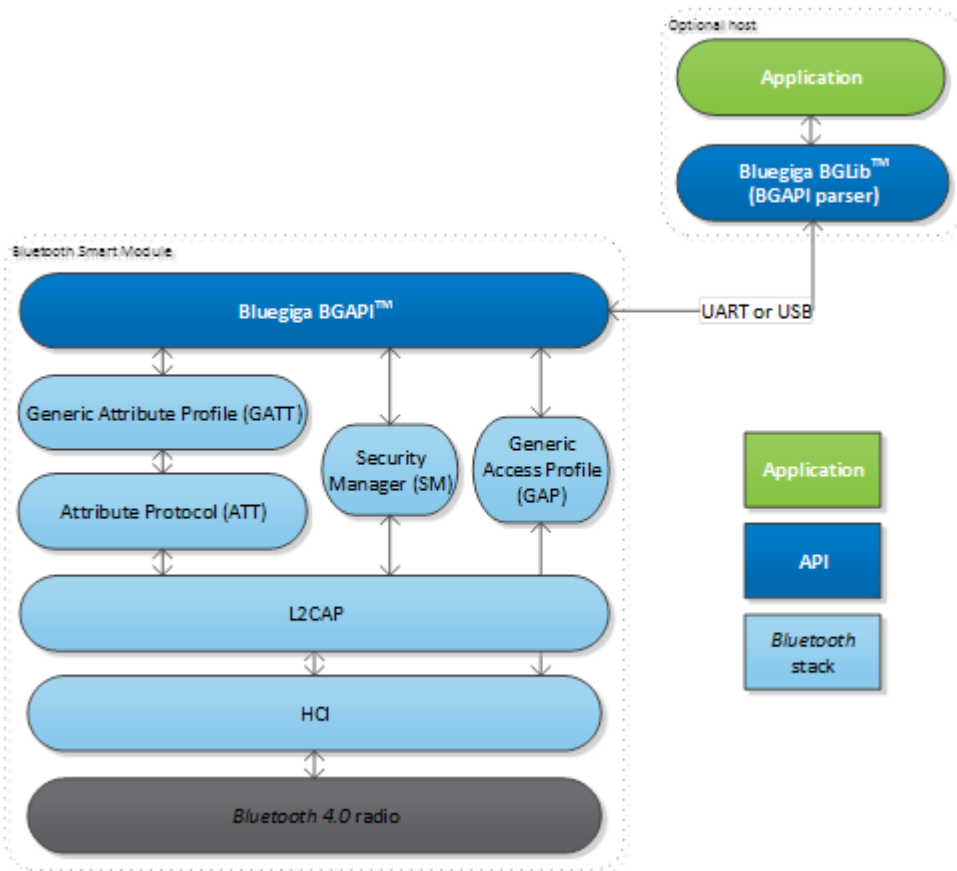 Optional host
Application
Bluegiga BGLib™
(BGAPI parser)
Bluetooth Smart Module
Bluegiga BGAPI™
UART or USB
Generic Attribute Profile (GATT)
Security
Manager (SM)
Generic
Access Profile
(GAP)
Attribute Protocol (ATT)
L2CAP
HCI
Bluetooth 4.0 radio
Application
API
Bluetooth
stack